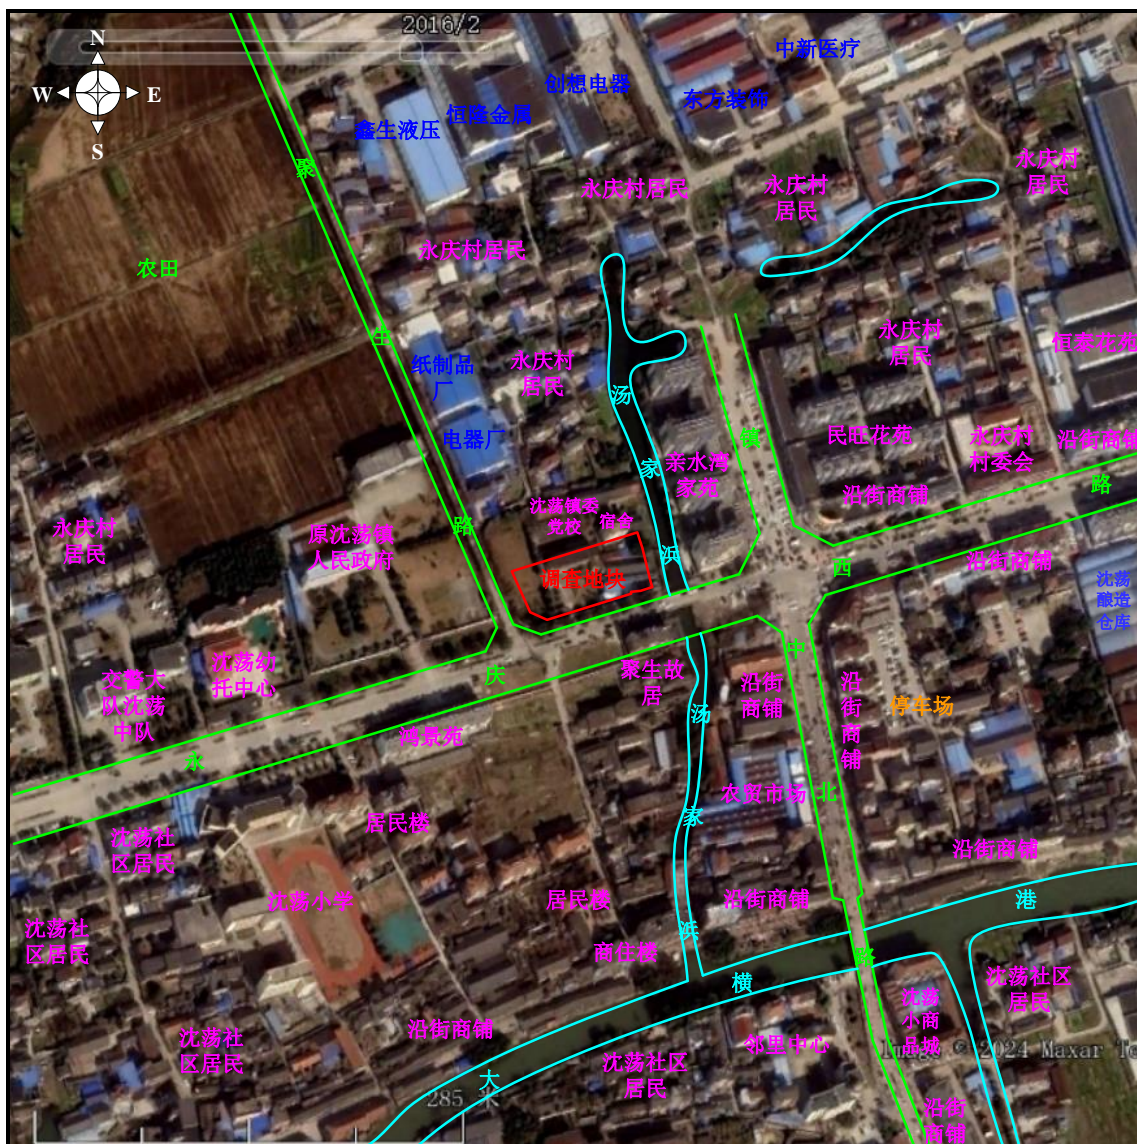 2016/2
N
W
E
S
中新医疗
创想电器
东方装饰
恒隆金属
鑫生液压
聚
永庆村
居民
永庆村居民
永庆村
居民
永庆村居民
农田
生
永庆村
居民
纸制品
厂
永庆村
居民
汤
镇
民旺花苑
永庆村
村委会
沿街商铺
电器厂
家
亲水湾
家苑
沿街商铺
路
沈荡镇委
党校
宿舍
路
永庆村
居民
原沈荡镇
人民政府
浜
西
沿街商铺
调查地块
沈荡
酿造
仓库
中
沈荡幼
托中心
庆
聚生故
居
交警大
队沈荡
中队
沿街
商铺
沿
街
商
铺
停车场
汤
鸿景苑
永
农贸市场
北
家
居民楼
沈荡社
区居民
沿街商铺
沈荡小学
居民楼
沿街商铺
港
沈荡社
区居民
浜
商住楼
路
横
沈荡社区
居民
沈荡
小商
品城
沿街商铺
沈荡社
区居民
邻里中心
Image © 2024 Maxar Te
沈荡社区
居民
大
285 米
沿街
商铺